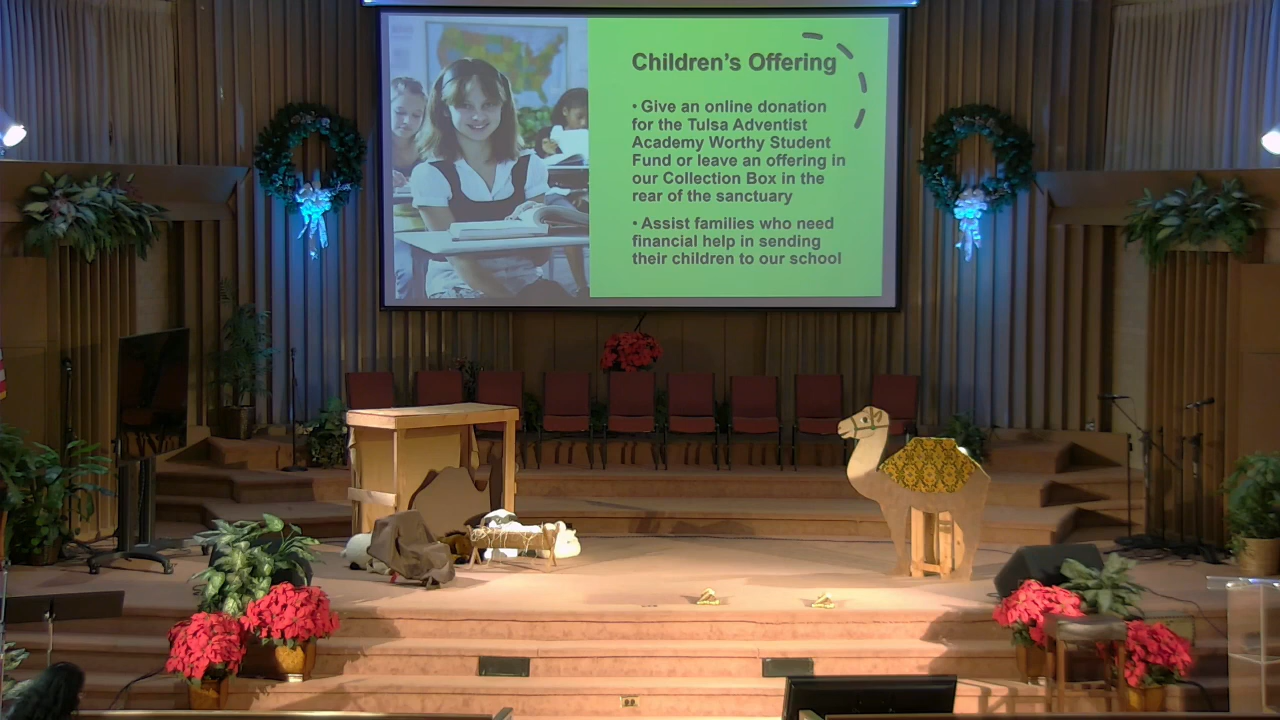 Children's Offering
• Give an online donation
for the Tulsa Adventist
Academy Worthy Student
Fund or leave an offering in
our Collection Box in the
rear of the sanctuary
• Assist families who need
financial help in sending
their children to our school